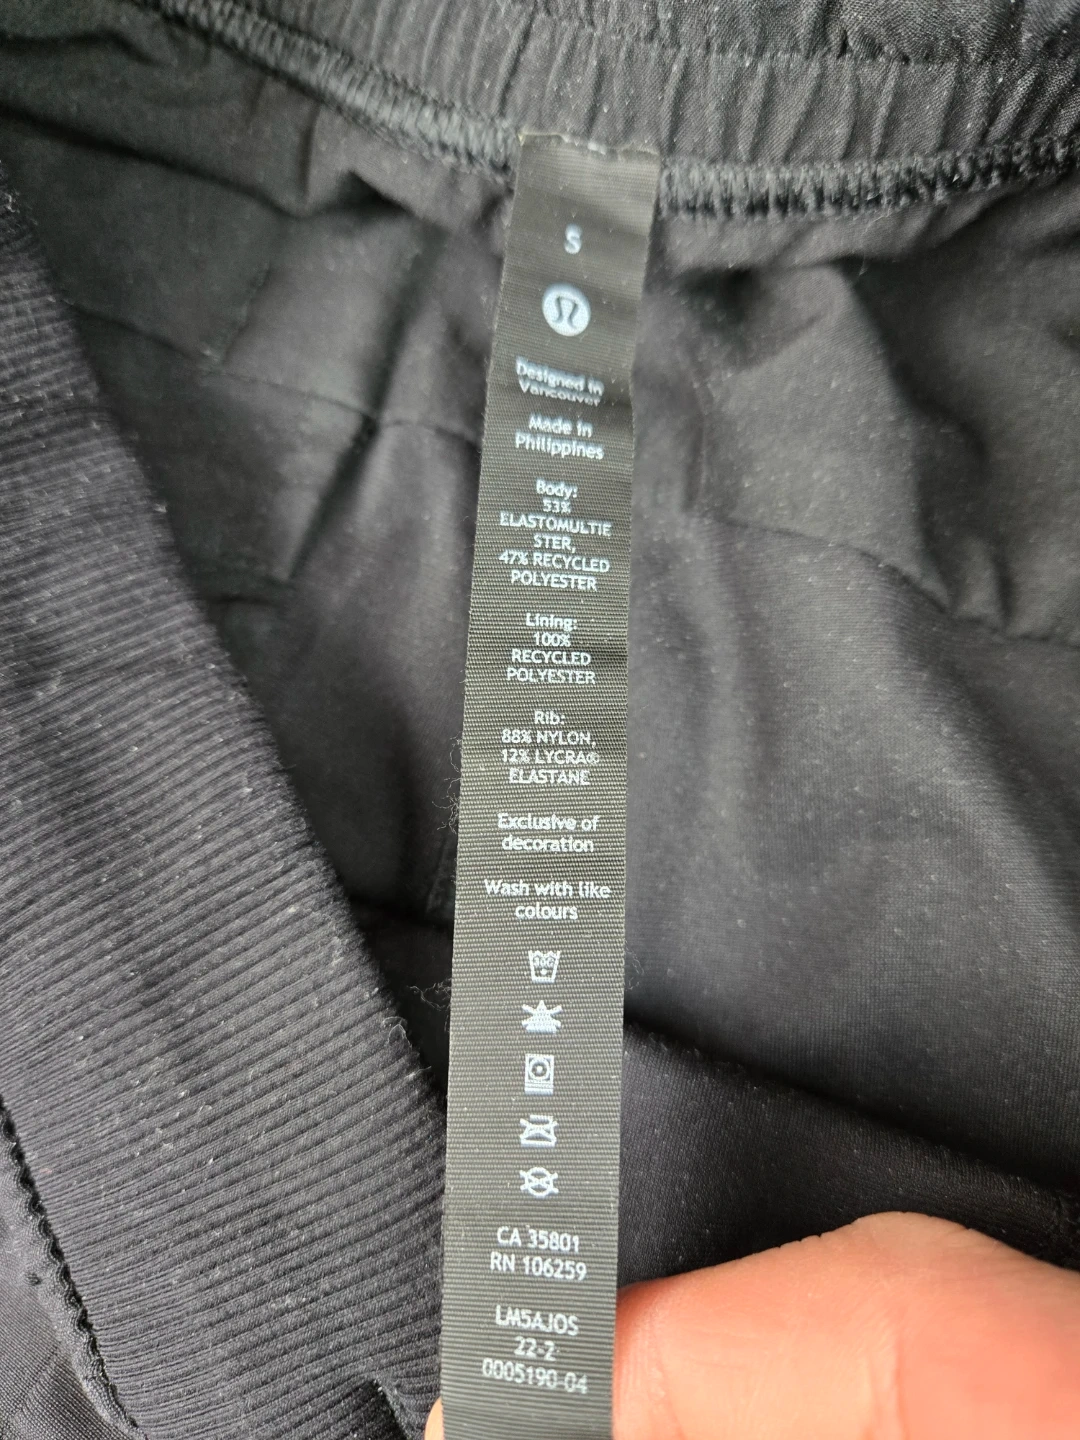 S
Designed in
Vancouver
Made in
Philippines
Body:
53%
ELASTOMULTIE
STER,
47% RECYCLED
POLYESTER
Lining:
100%
RECYCLED
POLYESTER
Rib:
88% NYLON,
12% LYCRA®
ELASTANE
Exclusive of
decoration
Wash with like
colours
30C
CA 35801
RN 106259
LM5AJOS
22-2
0005190-04